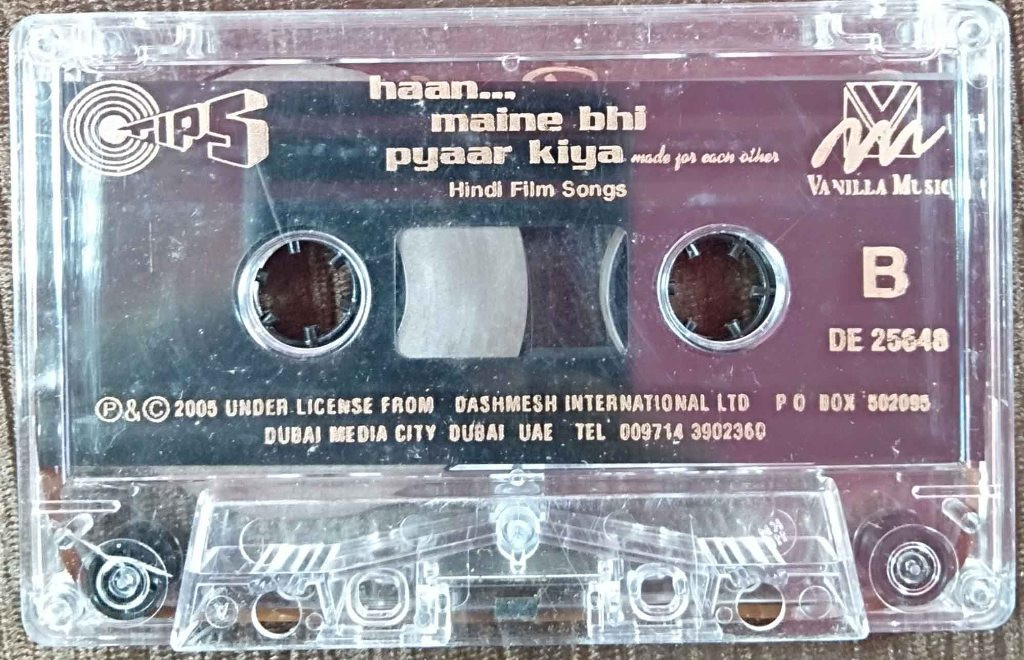 TIPS
haan...
maine bhi
pyaar kiya made for each other
Hindi Film Songs
VANILLA MUSIC
B
DE 25648
Ⓟ&© 2005 UNDER LICENSE FROM DASHMESH INTERNATIONAL LTD P O BOX 502095
DUBAI MEDIA CITY DUBAI UAE TEL 009714 3902360